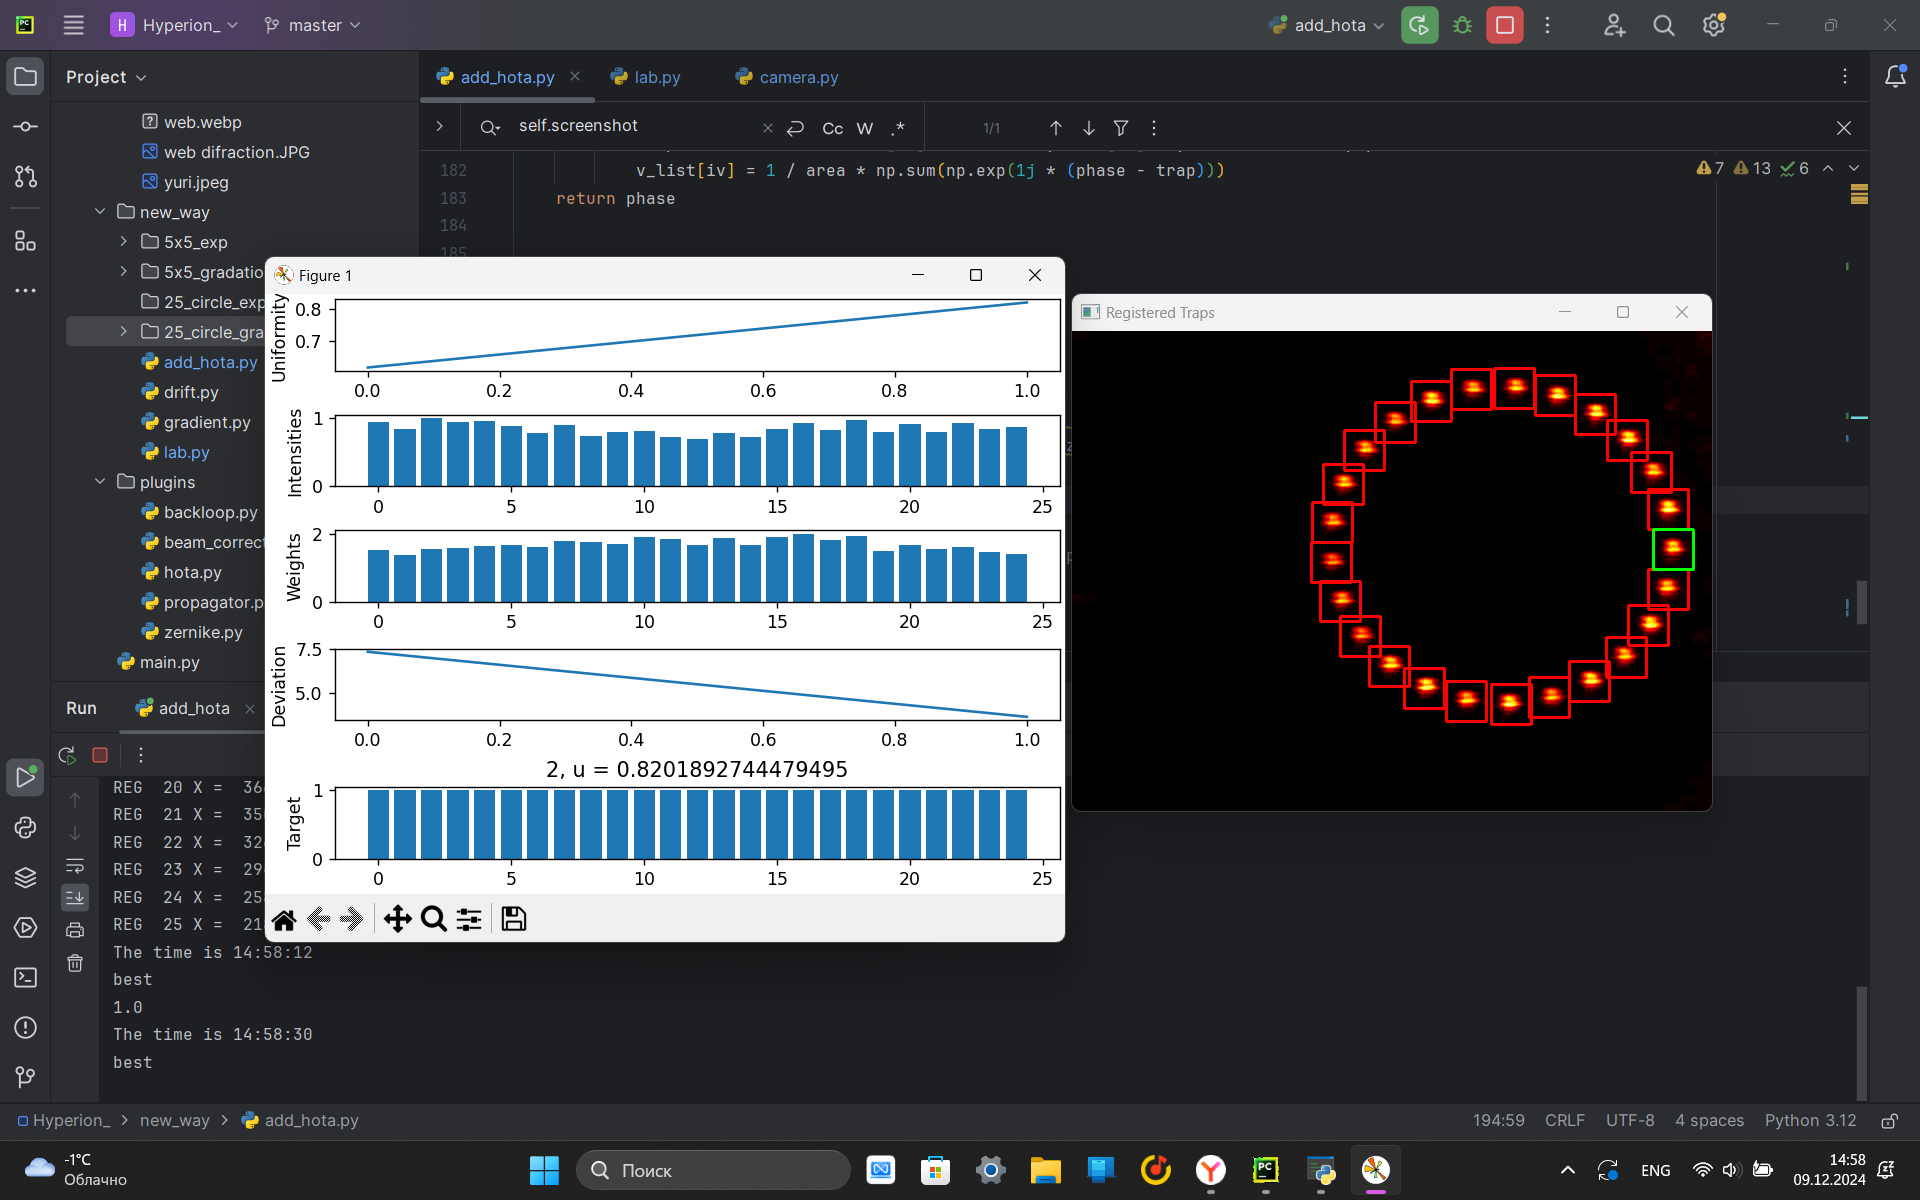 H Hyperion_ master add_hota
Project
add_hota.py lab.py camera.py
self.screenshot Cc W .* 1/1
web.webp
web difraction.JPG
yuri.jpeg
new_way
5x5_exp
5x5_gradatio
25_circle_exp
25_circle_gra
add_hota.py
drift.py
gradient.py
lab.py
plugins
backloop.py
beam_correct
hota.py
propagator.p
zernike.py
main.py
182 v_list[iv] = 1 / area * np.sum(np.exp(1j * (phase - trap)))
183 return phase
184
185
7 13 6
Figure 1
Uniformity
0.8
0.7
0.0 0.2 0.4 0.6 0.8 1.0
Intensities
1
0
0 5 10 15 20 25
Weights
2
0
0 5 10 15 20 25
Deviation
7.5
5.0
0.0 0.2 0.4 0.6 0.8 1.0
2, u = 0.8201892744479495
Target
1
0
0 5 10 15 20 25
Registered Traps
Run add_hota
REG 20 X = 36
REG 21 X = 35
REG 22 X = 32
REG 23 X = 29
REG 24 X = 25
REG 25 X = 21
The time is 14:58:12
best
1.0
The time is 14:58:30
best
Hyperion_ > new_way > add_hota.py
194:59 CRLF UTF-8 4 spaces Python 3.12
-1°C
Облачно
Поиск
PC
ENG
14:58
09.12.2024